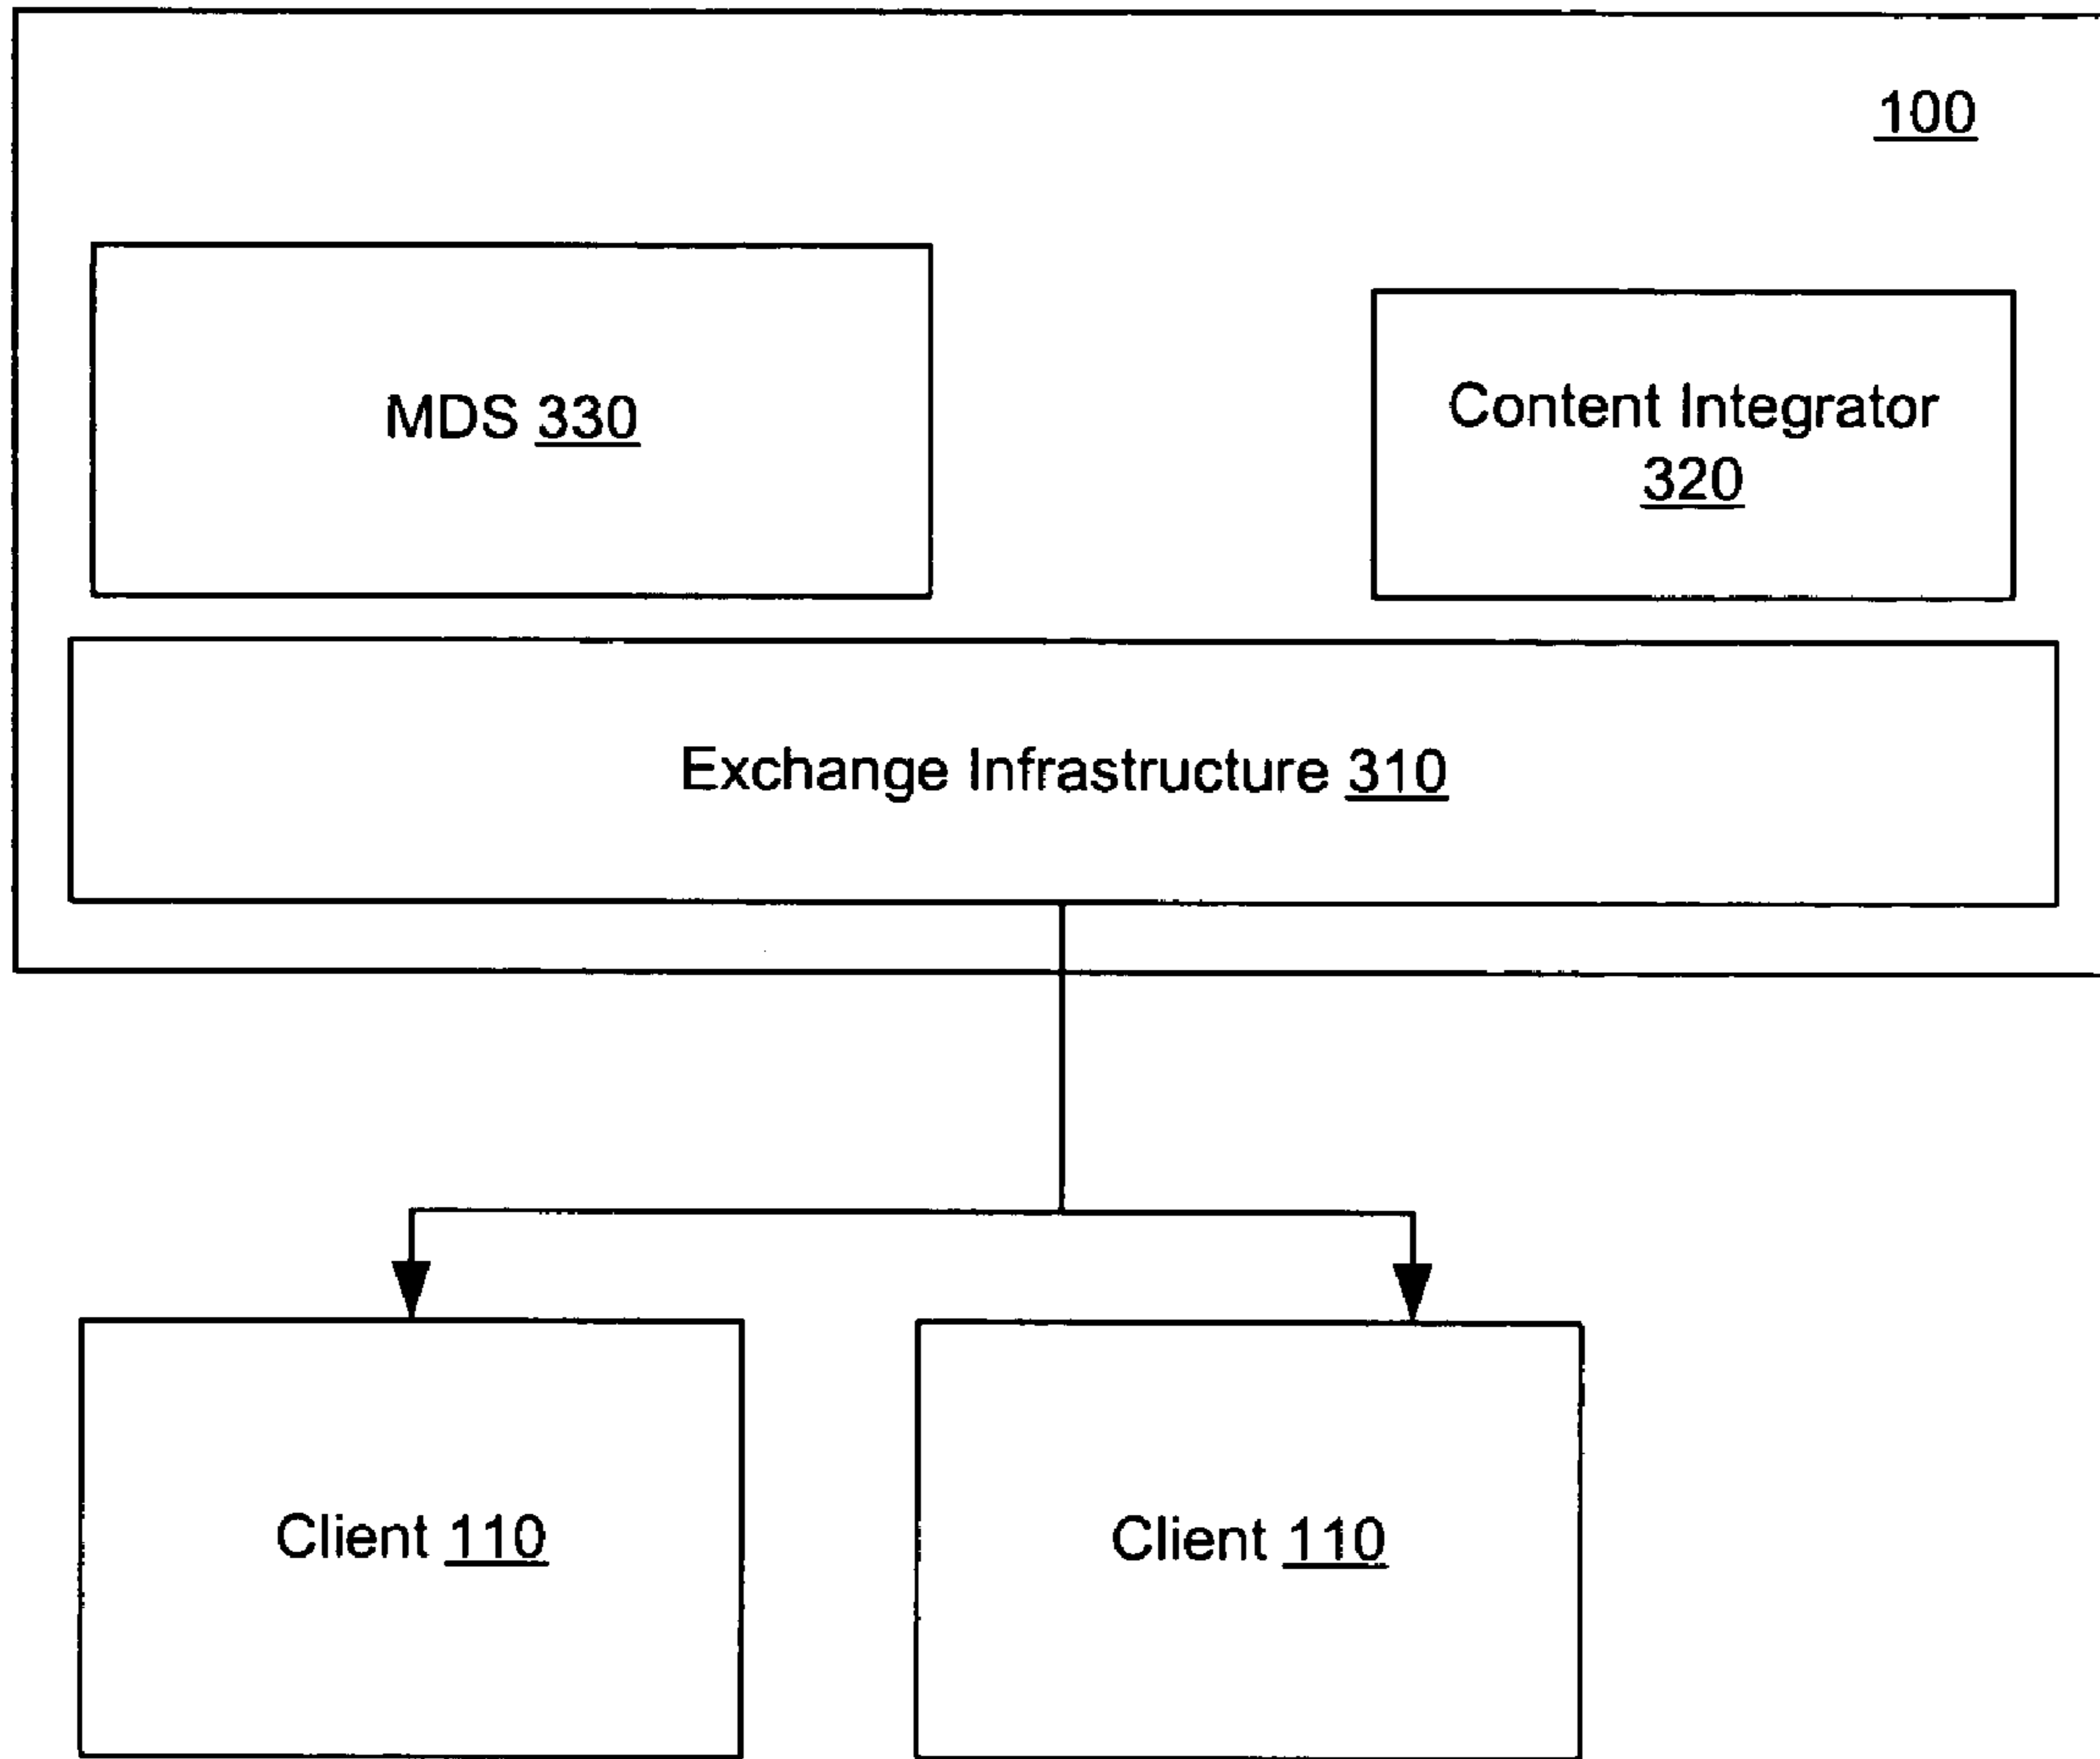 100
MDS 330
Content Integrator
320
Exchange Infrastructure 310
Client 110
Client 110